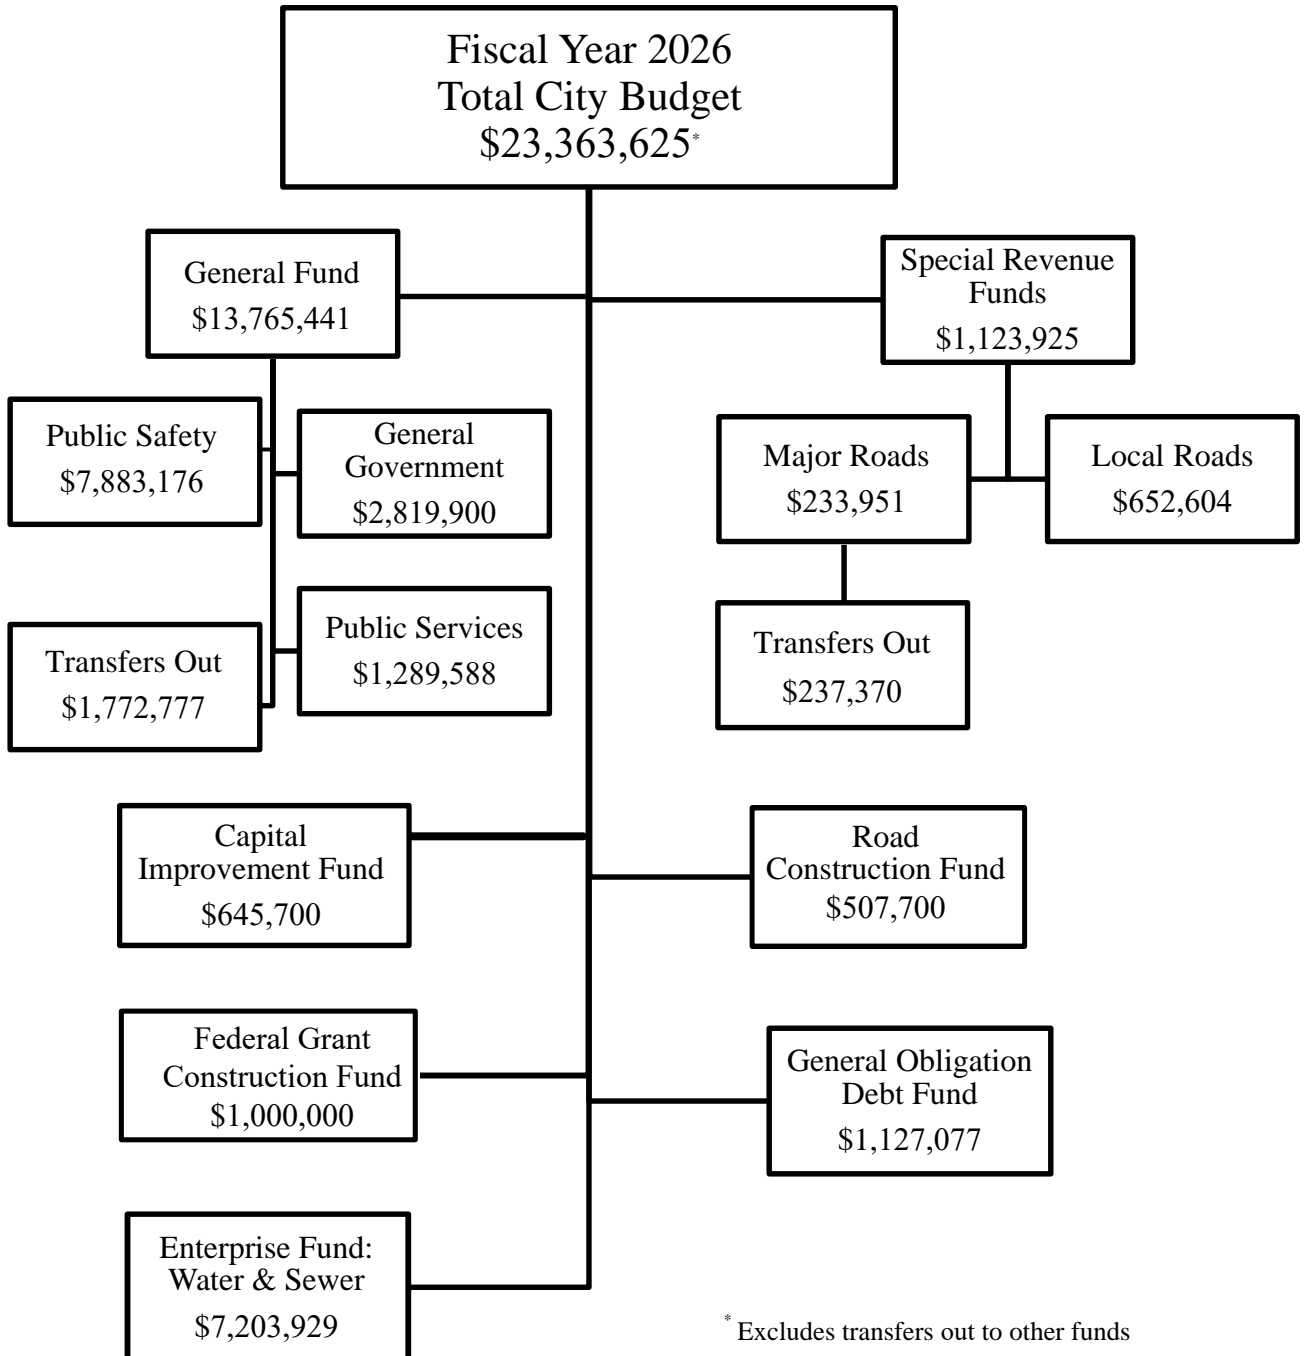 Fiscal Year 2026
Total City Budget
$23,363,625*
General Fund
$13,765,441
Special Revenue
Funds
$1,123,925
Public Safety
$7,883,176
General
Government
$2,819,900
Major Roads
$233,951
Local Roads
$652,604
Transfers Out
$1,772,777
Public Services
$1,289,588
Transfers Out
$237,370
Capital
Improvement Fund
$645,700
Road
Construction Fund
$507,700
Federal Grant
Construction Fund
$1,000,000
General Obligation
Debt Fund
$1,127,077
Enterprise Fund:
Water & Sewer
$7,203,929
* Excludes transfers out to other funds